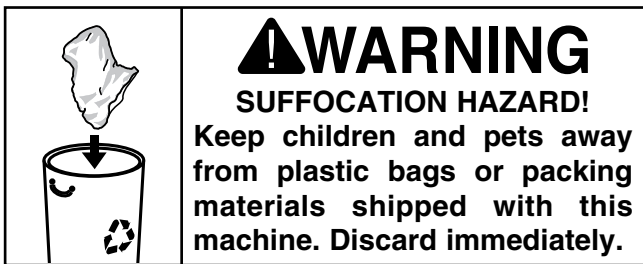 WARNING
SUFFOCATION HAZARD!
Keep children and pets away
from plastic bags or packing
materials shipped with this
machine. Discard immediately.